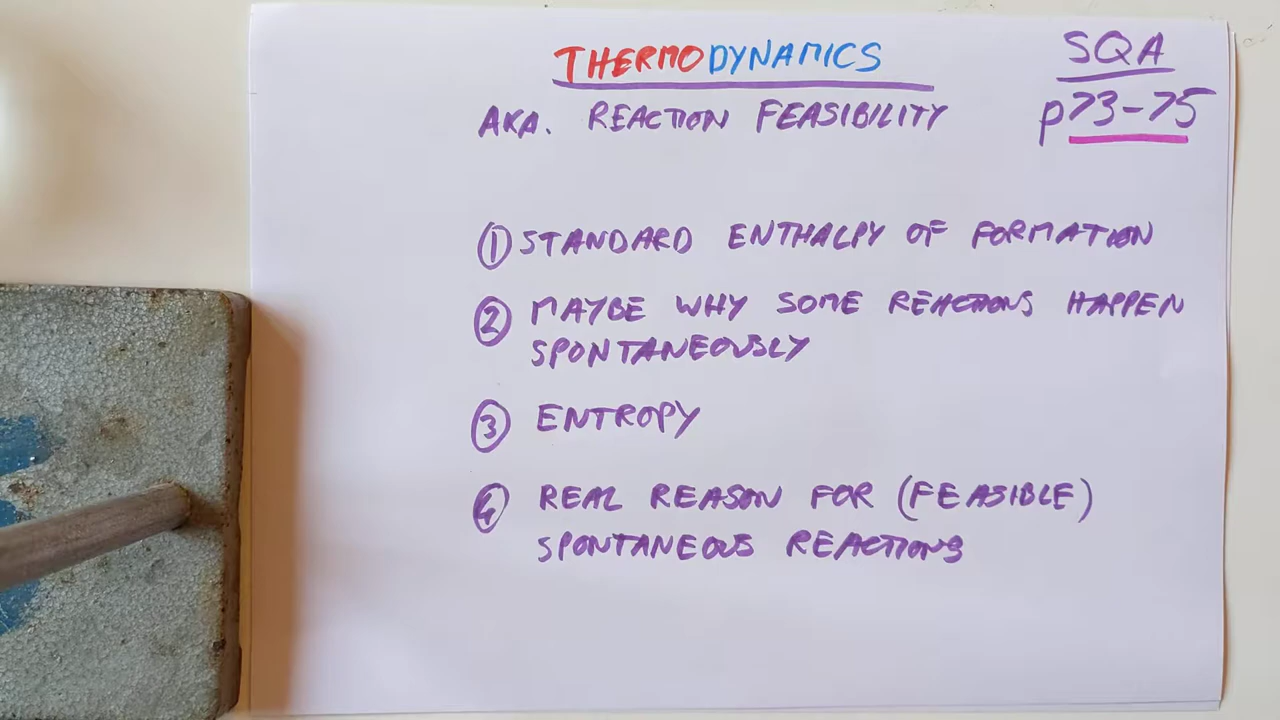 THERMODYNAMICS
AKA. REACTION FEASIBILITY
SQA
p73-75
① STANDARD ENTHALPY OF FORMATION
② MAYBE WHY SOME REACTIONS HAPPEN
SPONTANEOUSLY
③ ENTROPY
④ REAL REASON FOR (FEASIBLE)
SPONTANEOUS REACTIONS